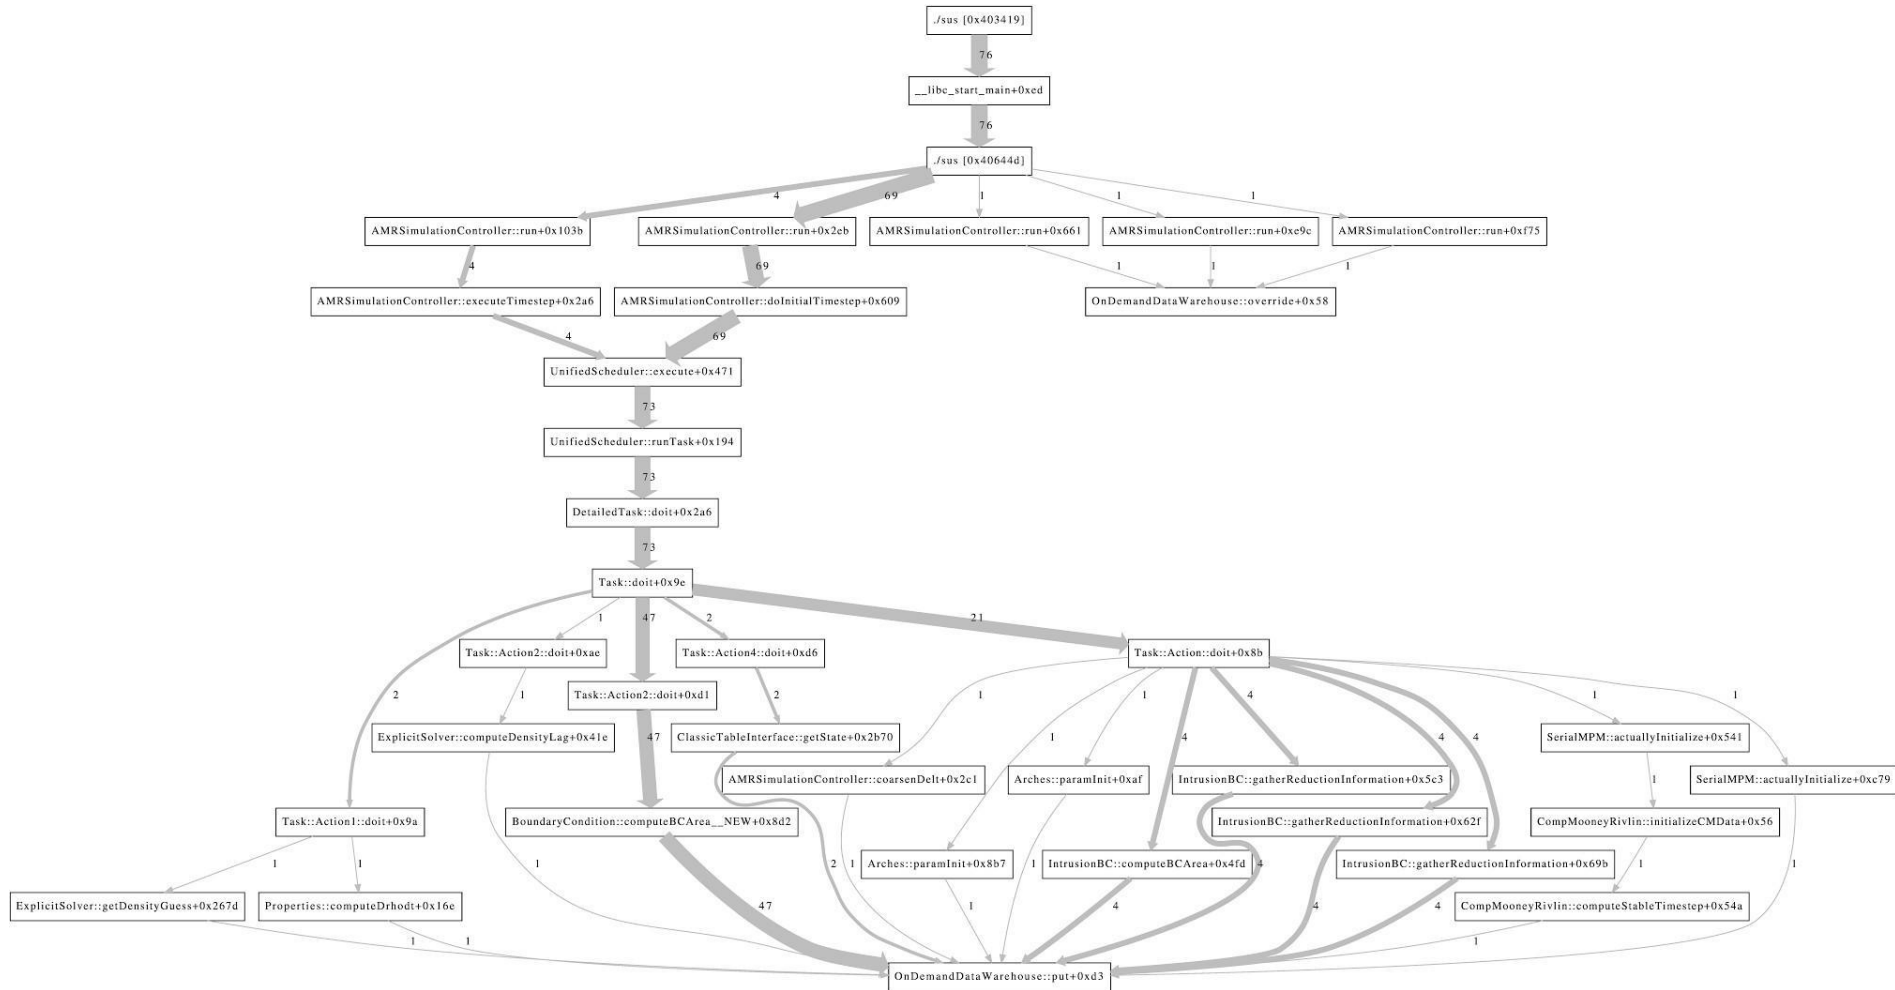 ./sus [0x403419]
76
__libc_start_main+0xed
76
./sus [0x40644d]
4
69
1
1
1
AMRSimulationController::run+0x103b
AMRSimulationController::run+0x2eb
AMRSimulationController::run+0x661
AMRSimulationController::run+0xe9c
AMRSimulationController::run+0xf75
4
69
1
1
1
AMRSimulationController::executeTimestep+0x2a6
AMRSimulationController::doInitialTimestep+0x609
OnDemandDataWarehouse::override+0x58
4
69
UnifiedScheduler::execute+0x471
73
UnifiedScheduler::runTask+0x194
73
DetailedTask::doit+0x2a6
73
Task::doit+0x9e
1
47
2
21
Task::Action2::doit+0xae
Task::Action4::doit+0xd6
Task::Action::doit+0x8b
2
1
Task::Action2::doit+0xd1
2
1
1
4
1
1
ExplicitSolver::computeDensityLag+0x41e
47
ClassicTableInterface::getState+0x2b70
1
4
4
4
SerialMPM::actuallyInitialize+0x541
AMRSimulationController::coarsenDelt+0x2c1
Arches::paramInit+0xaf
IntrusionBC::gatherReductionInformation+0x5c3
1
SerialMPM::actuallyInitialize+0xc79
Task::Action1::doit+0x9a
BoundaryCondition::computeBCArea__NEW+0x8d2
IntrusionBC::gatherReductionInformation+0x62f
CompMooneyRivlin::initializeCMData+0x56
1
1
1
2
1
Arches::paramInit+0x8b7
1
IntrusionBC::computeBCArea+0x4fd
4
IntrusionBC::gatherReductionInformation+0x69b
1
1
ExplicitSolver::getDensityGuess+0x267d
Properties::computeDrhodt+0x16e
47
1
4
4
4
CompMooneyRivlin::computeStableTimestep+0x54a
1
1
1
OnDemandDataWarehouse::put+0xd3